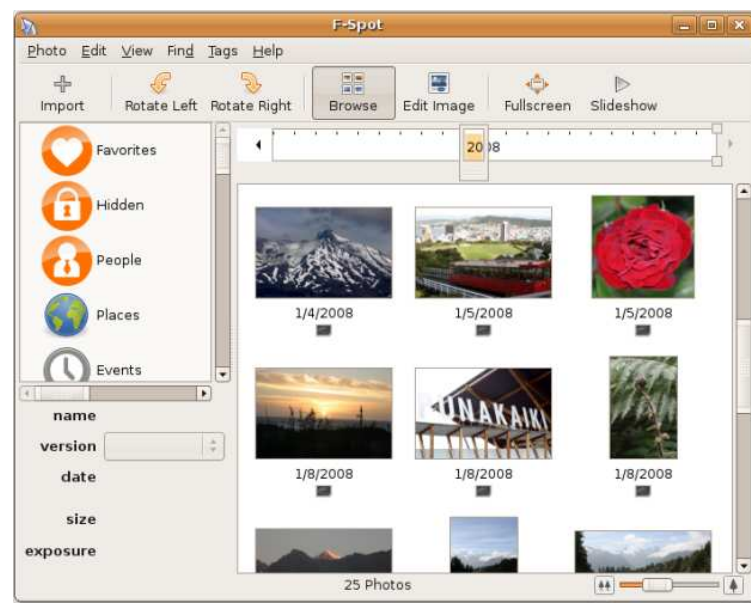 F-Spot
Photo Edit View Find Tags Help
Import Rotate Left Rotate Right Browse Edit Image Fullscreen Slideshow
Favorites
2008
Hidden
People
Places
Events
1/4/2008 1/5/2008 1/5/2008
UNAKAIKI
1/8/2008 1/8/2008 1/8/2008
name
version
date
size
exposure
25 Photos